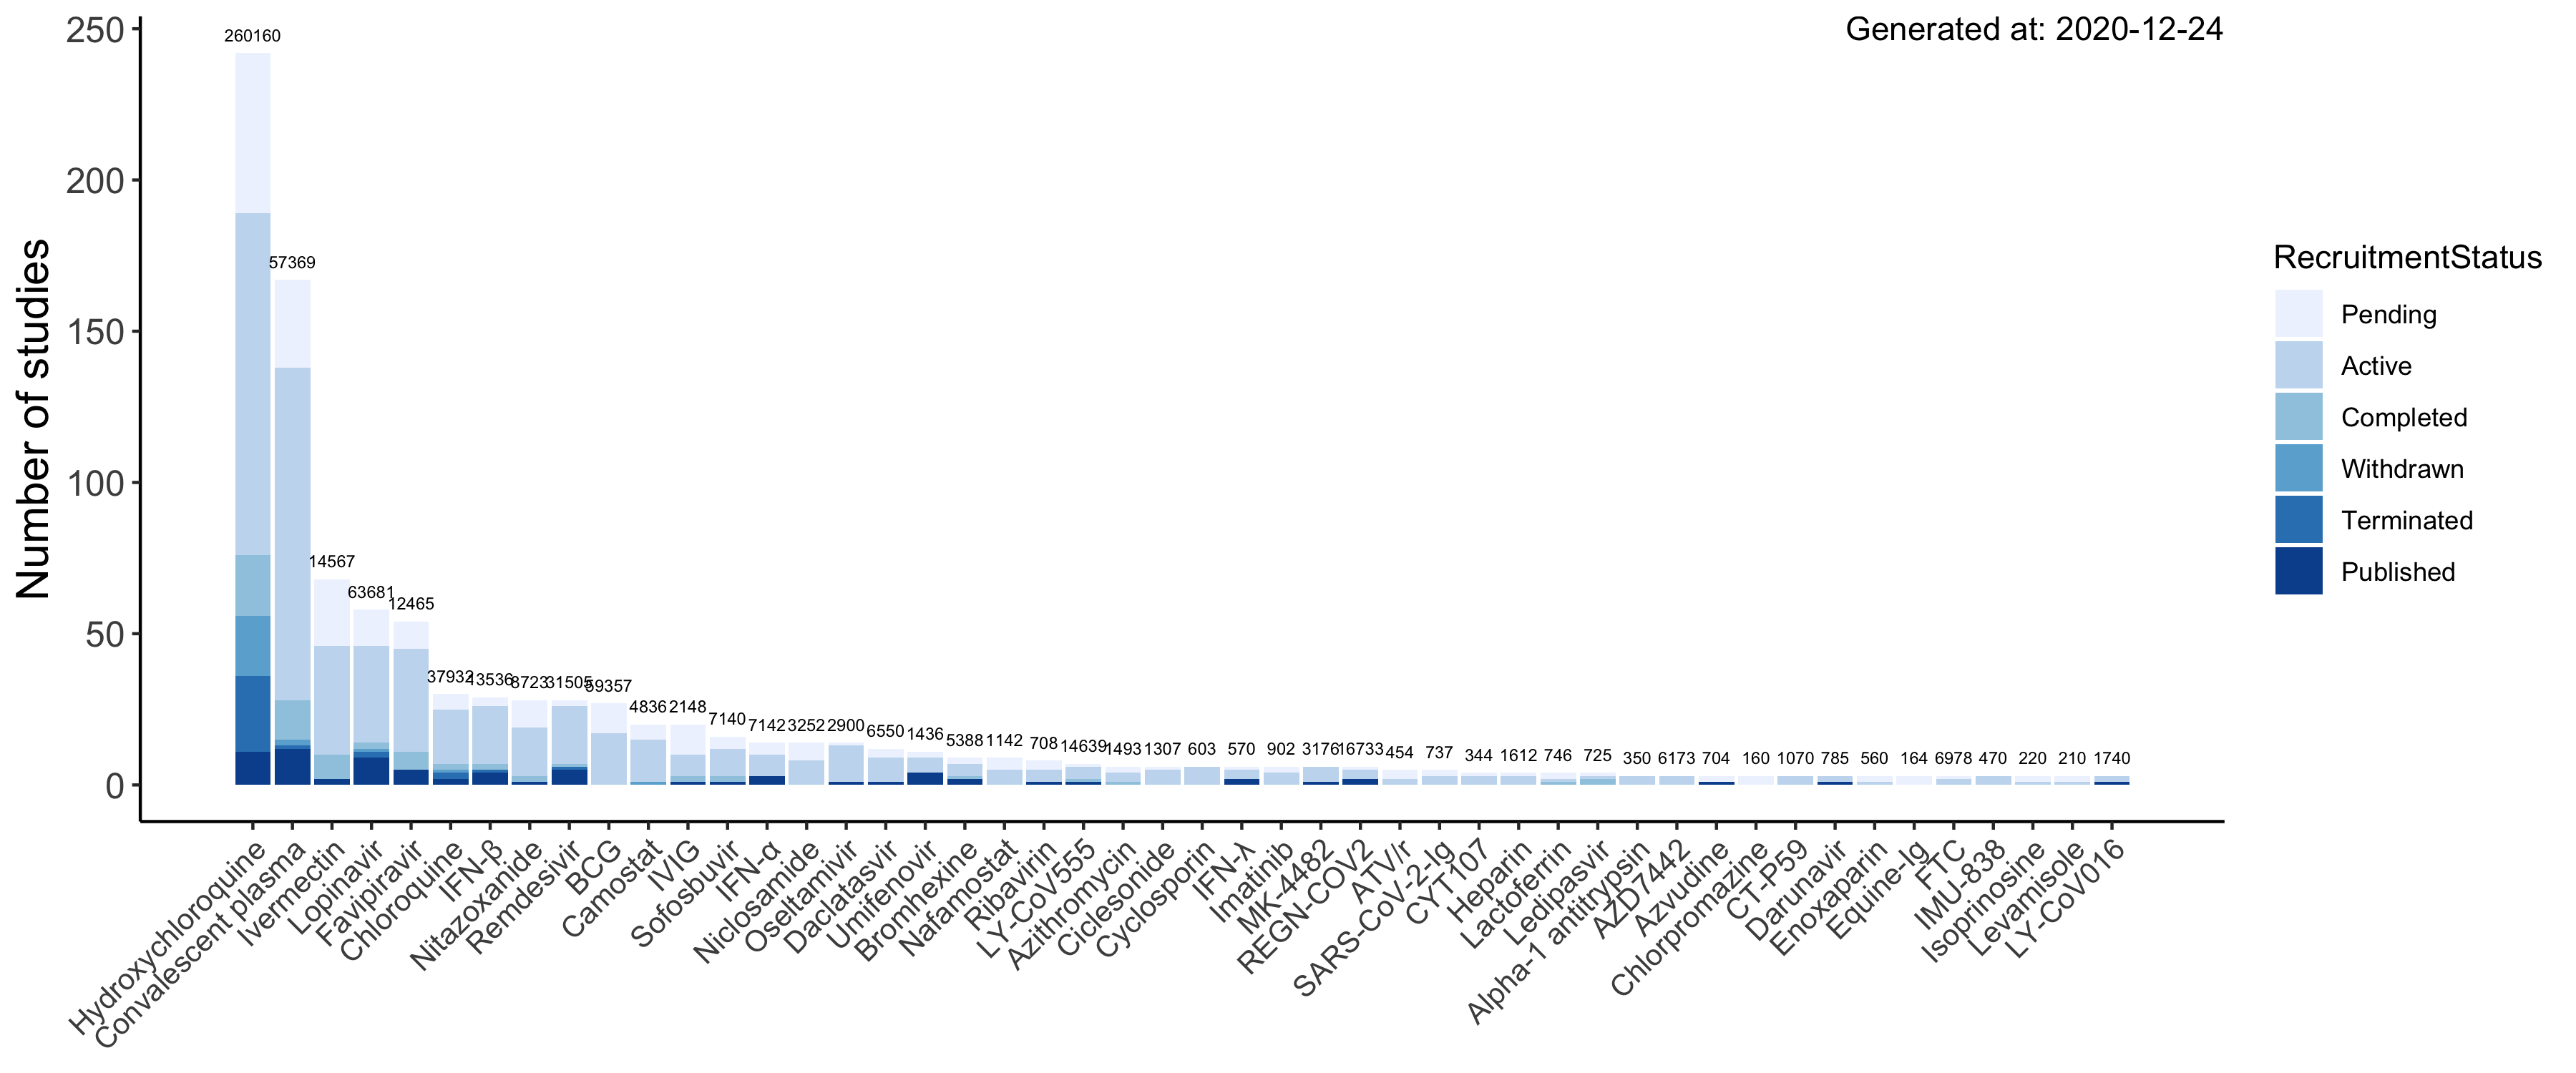 Generated at: 2020-12-24
Number of studies
250
200
150
100
50
0
260160
57369
14567
63681
12465
37932
13536
8723
31505
59357
4836
2148
7140
7142
3252
2900
6550
1436
5388
1142
708
14639
1493
1307
603
570
902
3176
16733
454
737
344
1612
746
725
350
6173
704
160
1070
785
560
164
6978
470
220
210
1740
Hydroxychloroquine
Convalescent plasma
Ivermectin
Lopinavir
Favipiravir
Chloroquine
IFN-β
Nitazoxanide
Remdesivir
BCG
Camostat
IVIG
Sofosbuvir
IFN-α
Niclosamide
Oseltamivir
Daclatasvir
Umifenovir
Bromhexine
Nafamostat
Ribavirin
LY-CoV555
Azithromycin
Ciclesonide
Cyclosporin
IFN-λ
Imatinib
MK-4482
REGN-COV2
ATV/r
SARS-CoV-2-Ig
CYT107
Heparin
Lactoferrin
Ledipasvir
Alpha-1 antitrypsin
AZD7442
Azvudine
Chlorpromazine
CT-P59
Darunavir
Enoxaparin
Equine-Ig
FTC
IMU-838
Isoprinosine
Levamisole
LY-CoV016
RecruitmentStatus
Pending
Active
Completed
Withdrawn
Terminated
Published